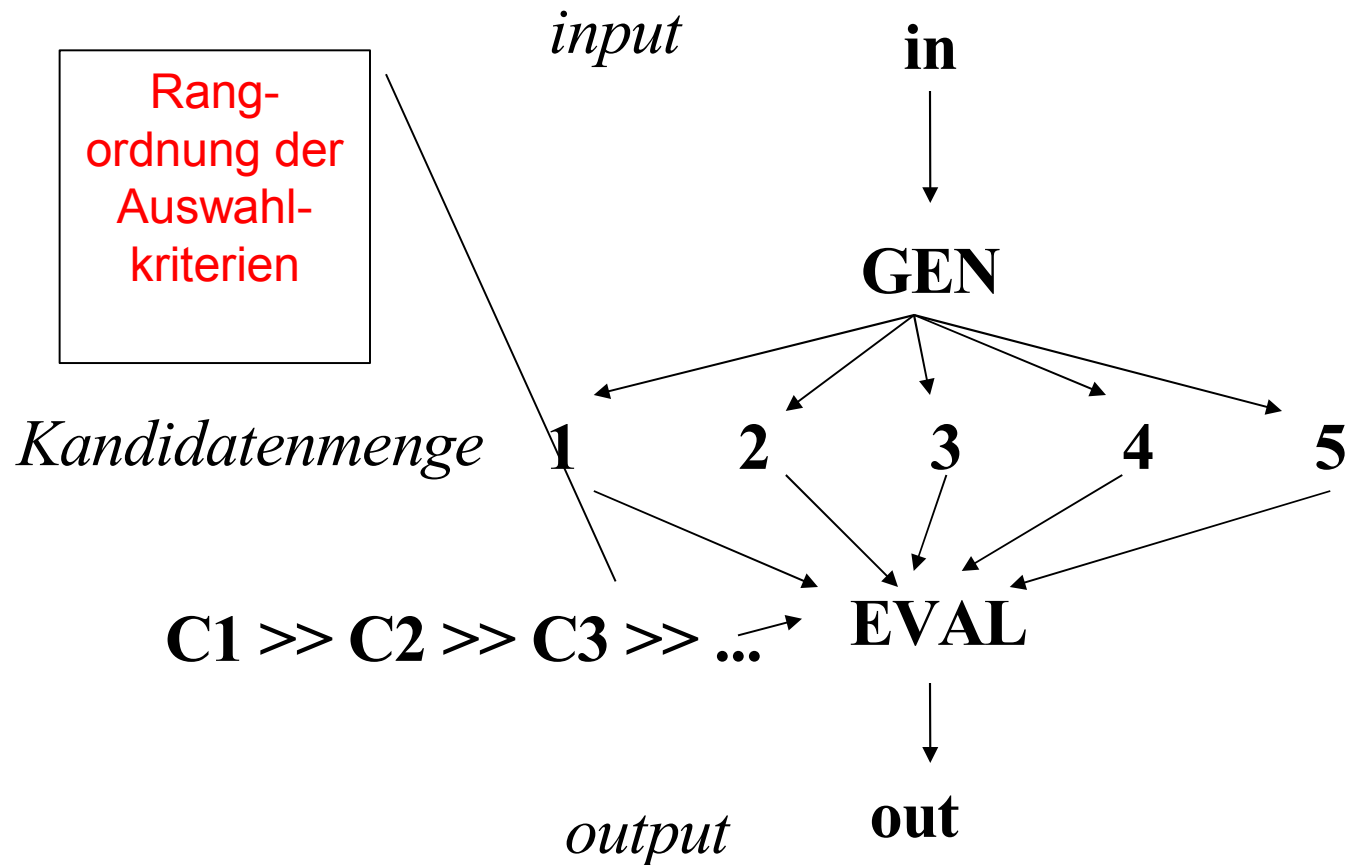 input
in
Rang-
ordnung der
Auswahl-
kriterien
GEN
Kandidatenmenge 1 2 3 4 5
C1 >> C2 >> C3 >> ...
EVAL
out
output